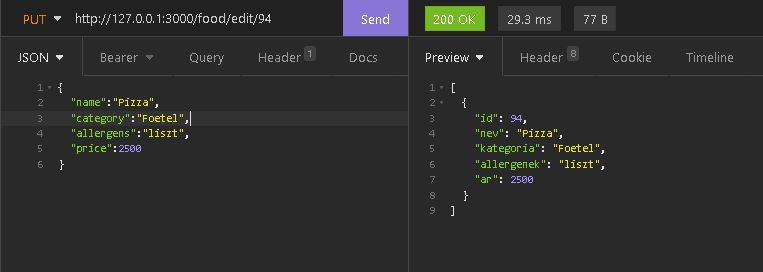 PUT http://127.0.0.1:3000/food/edit/94 Send 200 OK 29.3 ms 77 B
JSON Bearer Query Header 1 Docs Preview Header 8 Cookie Timeline
1 {
2 "name":"Pizza",
3 "category":"Foetel",
4 "allergens":"liszt",
5 "price":2500
6 }
1 [
2 {
3 "id": 94,
4 "nev": "Pizza",
5 "kategoria": "Foetel",
6 "allergenek": "liszt",
7 "ar": 2500
8 }
9 ]